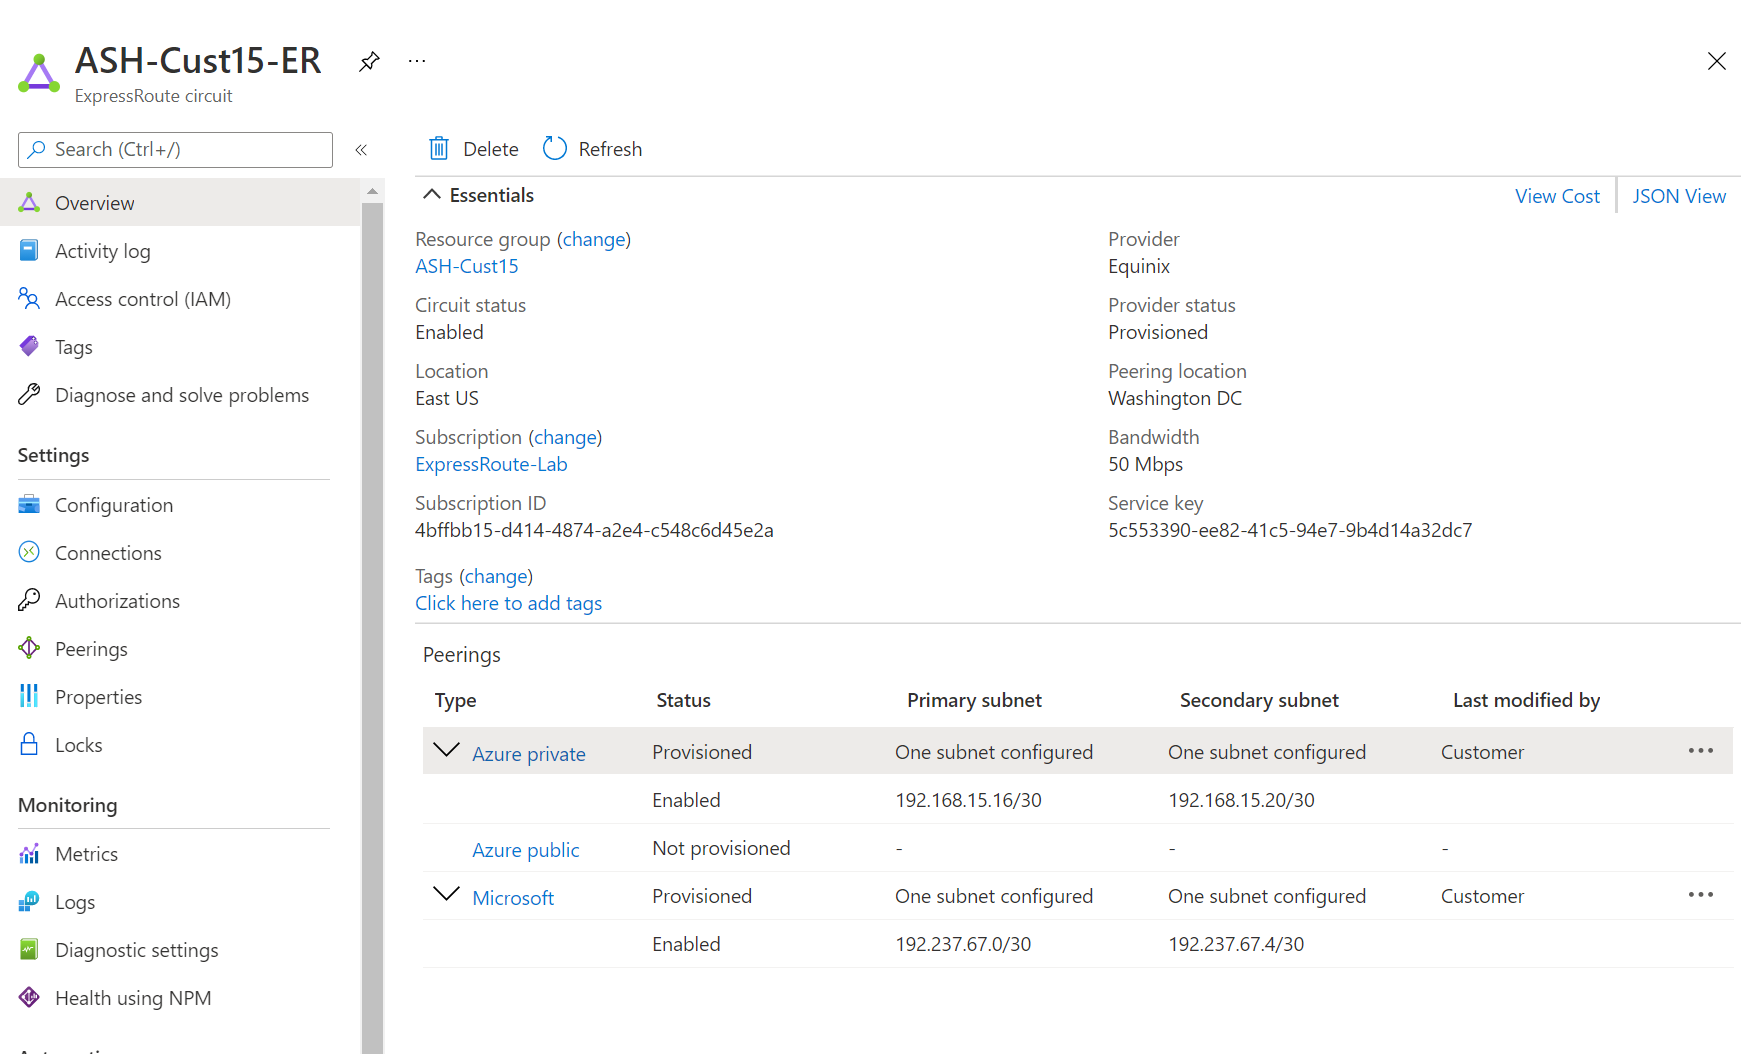 ASH-Cust15-ER
ExpressRoute circuit
Search (Ctrl+/)
Overview
Activity log
Access control (IAM)
Tags
Diagnose and solve problems
Settings
Configuration
Connections
Authorizations
Peerings
Properties
Locks
Monitoring
Metrics
Logs
Diagnostic settings
Health using NPM
Delete Refresh
Essentials
View Cost JSON View
Resource group (change)
ASH-Cust15
Circuit status
Enabled
Location
East US
Subscription (change)
ExpressRoute-Lab
Subscription ID
4bffbb15-d414-4874-a2e4-c548c6d45e2a
Tags (change)
Click here to add tags
Provider
Equinix
Provider status
Provisioned
Peering location
Washington DC
Bandwidth
50 Mbps
Service key
5c553390-ee82-41c5-94e7-9b4d14a32dc7
Peerings
Type Status Primary subnet Secondary subnet Last modified by
Azure private Provisioned One subnet configured One subnet configured Customer
Enabled 192.168.15.16/30 192.168.15.20/30
Azure public Not provisioned - - -
Microsoft Provisioned One subnet configured One subnet configured Customer
Enabled 192.237.67.0/30 192.237.67.4/30